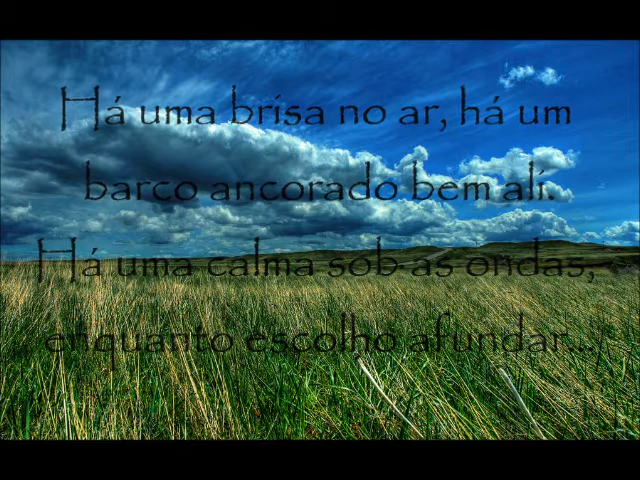 Há uma brisa no ar, há um
barco ancorado bem ali.
Há uma calma sob as ondas,
enquanto escolho afundar...